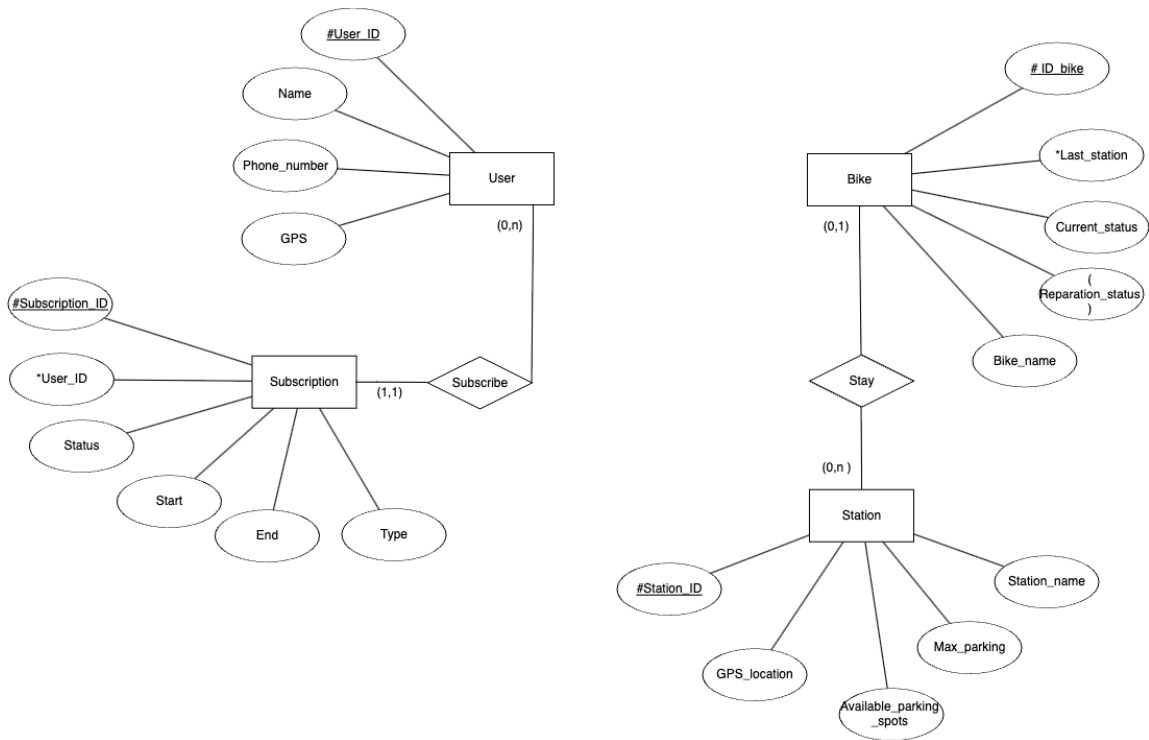 #User_ID
Name
Phone_number
GPS
User
(0,n)
#Subscription_ID
*User_ID
Status
Start
End
Type
Subscription
(1,1)
Subscribe
# ID_bike
*Last_station
Current_status
(
Reparation_status
)
Bike_name
Bike
(0,1)
Stay
(0,n )
Station
#Station_ID
GPS_location
Available_parking
_spots
Max_parking
Station_name